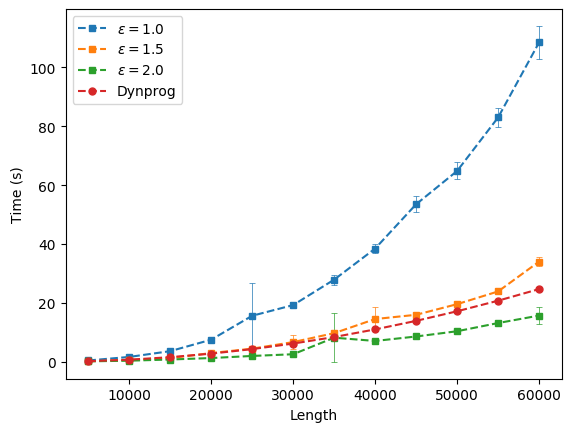 ε = 1.0
ε = 1.5
ε = 2.0
Dynprog
100
80
60
40
20
0
Time (s)
10000 20000 30000 40000 50000 60000
Length